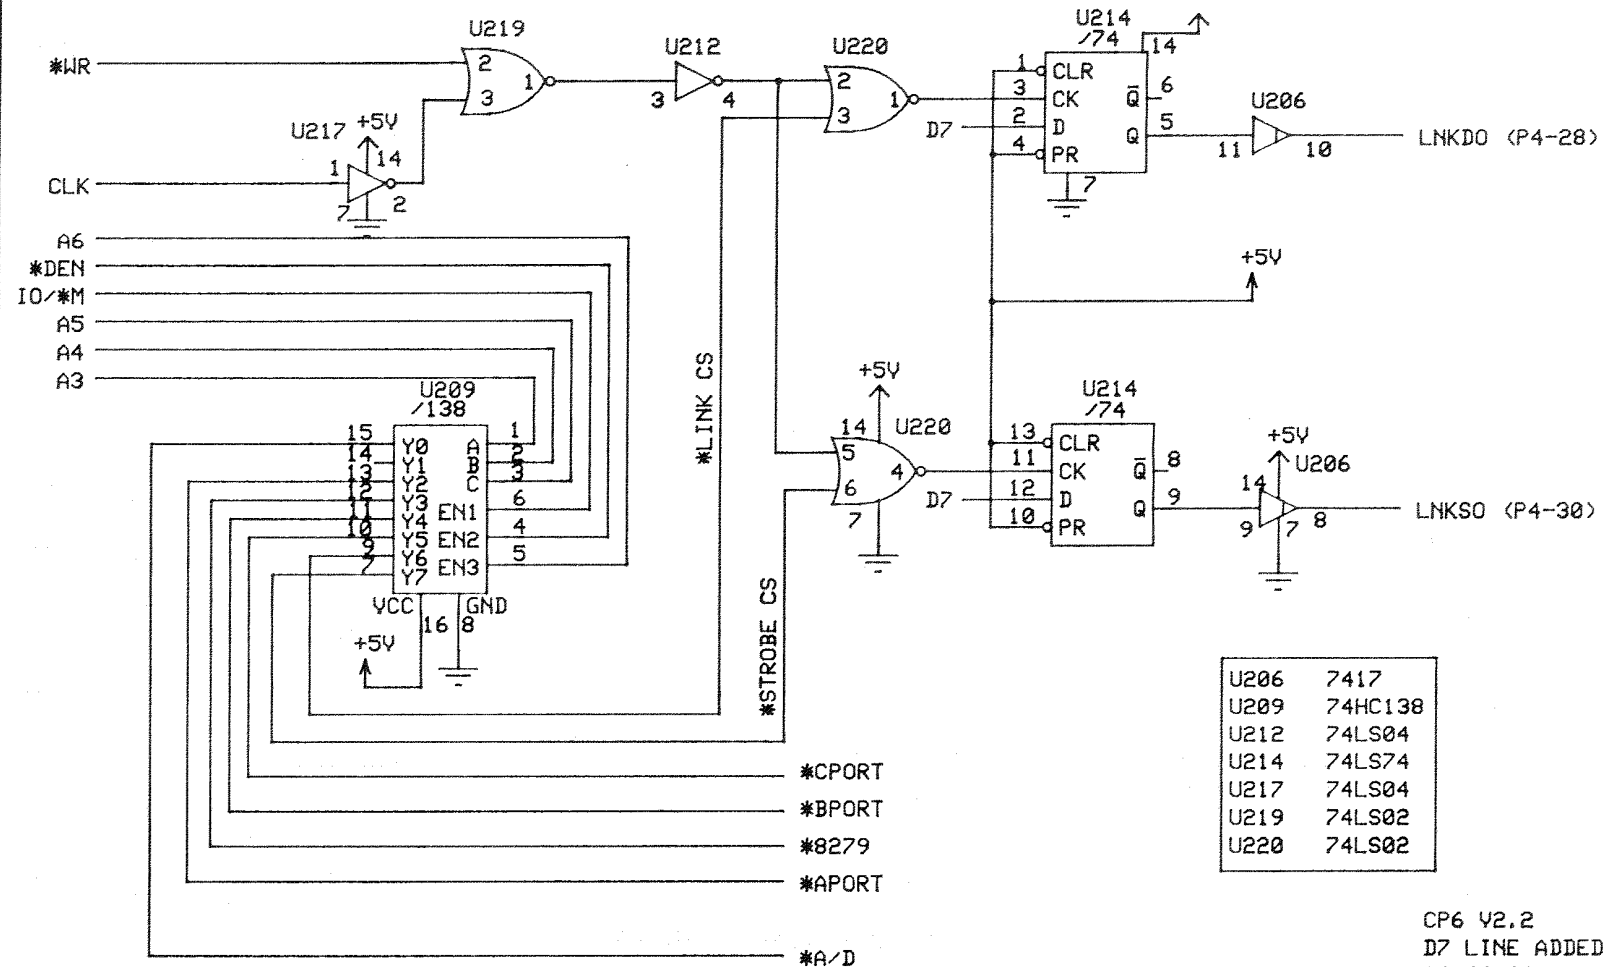 U219
U212
U220
U214
/74
14
*WR
2
1
3
3
4
2
1
3
1
CLR
3
CK
Q̅
6
D7
2
D
Q
5
4
PR
7
U206
11
10
LNKDO (P4-28)
U217
+5V
14
1
CLK
7
2
A6
*DEN
IO/*M
A5
A4
A3
+5V
U209
/138
15
Y0
A
1
14
Y1
B
2
13
Y2
C
3
12
Y3
11
Y4
EN1
6
10
Y5
EN2
4
9
Y6
EN3
5
7
Y7
VCC
GND
16
8
+5V
*LINK CS
*STROBE CS
+5V
14
U220
5
4
6
7
U214
/74
13
CLR
11
CK
Q̅
8
D7
12
D
Q
9
10
PR
+5V
U206
14
9
7
8
LNKSO (P4-30)
*CPORT
*BPORT
*8279
*APORT
*A/D
U206 7417
U209 74HC138
U212 74LS04
U214 74LS74
U217 74LS04
U219 74LS02
U220 74LS02
CP6 V2.2
D7 LINE ADDED